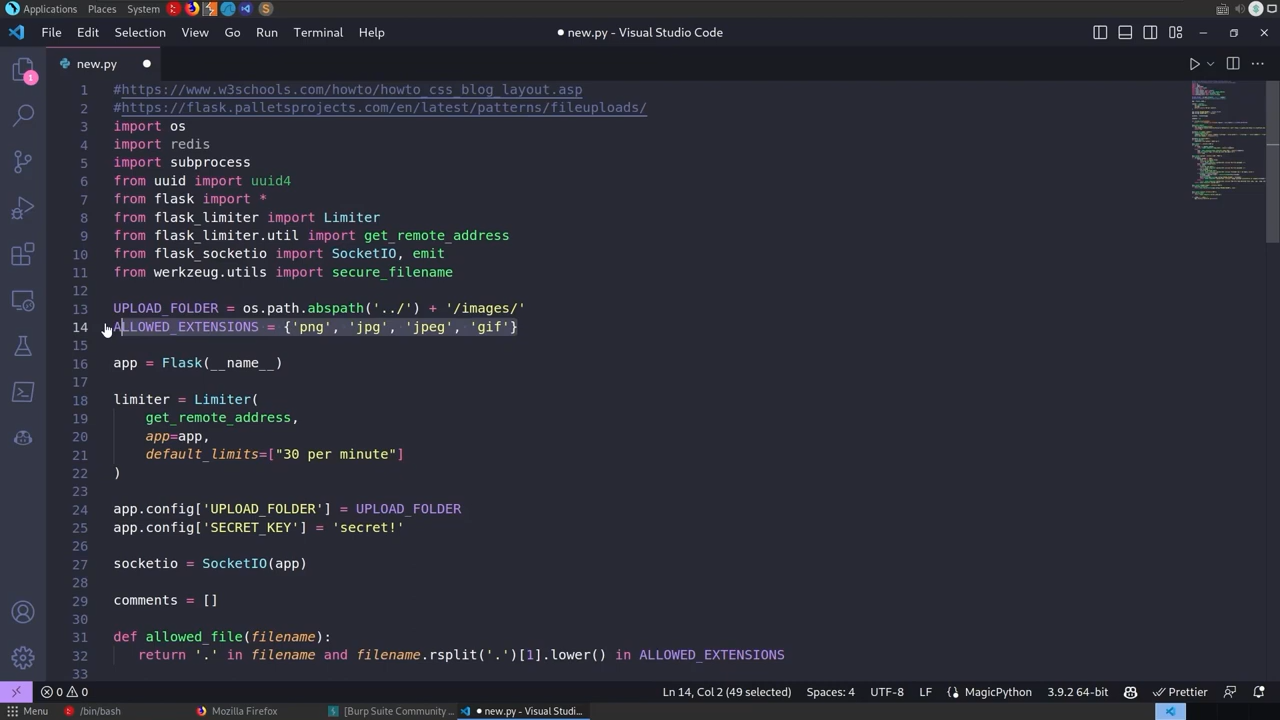 Applications Places System
File Edit Selection View Go Run Terminal Help ● new.py - Visual Studio Code
new.py
1 #https://www.w3schools.com/howto/howto_css_blog_layout.asp
2 #https://flask.palletsprojects.com/en/latest/patterns/fileuploads/
3 import os
4 import redis
5 import subprocess
6 from uuid import uuid4
7 from flask import *
8 from flask_limiter import Limiter
9 from flask_limiter.util import get_remote_address
10 from flask_socketio import SocketIO, emit
11 from werkzeug.utils import secure_filename
12
13 UPLOAD_FOLDER = os.path.abspath('../') + '/images/'
14 ALLOWED_EXTENSIONS = {'png', 'jpg', 'jpeg', 'gif'}
15
16 app = Flask(__name__)
17
18 limiter = Limiter(
19 get_remote_address,
20 app=app,
21 default_limits=["30 per minute"]
22 )
23
24 app.config['UPLOAD_FOLDER'] = UPLOAD_FOLDER
25 app.config['SECRET_KEY'] = 'secret!'
26
27 socketio = SocketIO(app)
28
29 comments = []
30
31 def allowed_file(filename):
32 return '.' in filename and filename.rsplit('.')[1].lower() in ALLOWED_EXTENSIONS
33
0 0 Ln 14, Col 2 (49 selected) Spaces: 4 UTF-8 LF MagicPython 3.9.2 64-bit Prettier
Menu /bin/bash Mozilla Firefox [Burp Suite Community ... ● new.py - Visual Studi...